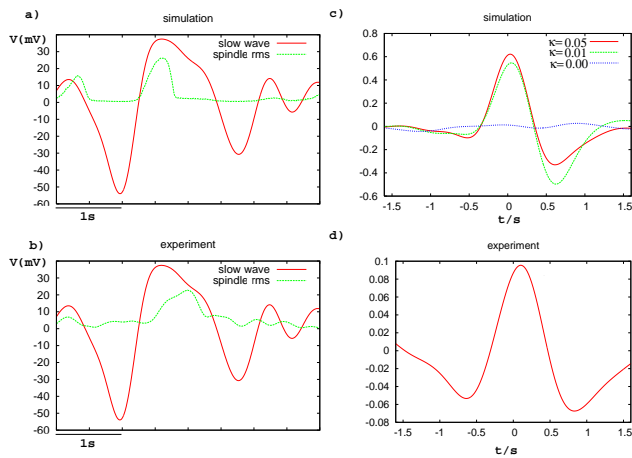 a)
simulation
V(mV)
40
30
20
10
0
-10
-20
-30
-40
-50
-60
slow wave
spindle rms
1s
c)
simulation
0.8
0.6
0.4
0.2
0
-0.2
-0.4
-0.6
κ=0.05
κ=0.01
κ=0.00
-1.5 -1 -0.5 0 0.5 1 1.5
t/s
b)
experiment
V(mV)
40
30
20
10
0
-10
-20
-30
-40
-50
-60
slow wave
spindle rms
1s
d)
experiment
0.1
0.08
0.06
0.04
0.02
0
-0.02
-0.04
-0.06
-0.08
-1.5 -1 -0.5 0 0.5 1 1.5
t/s